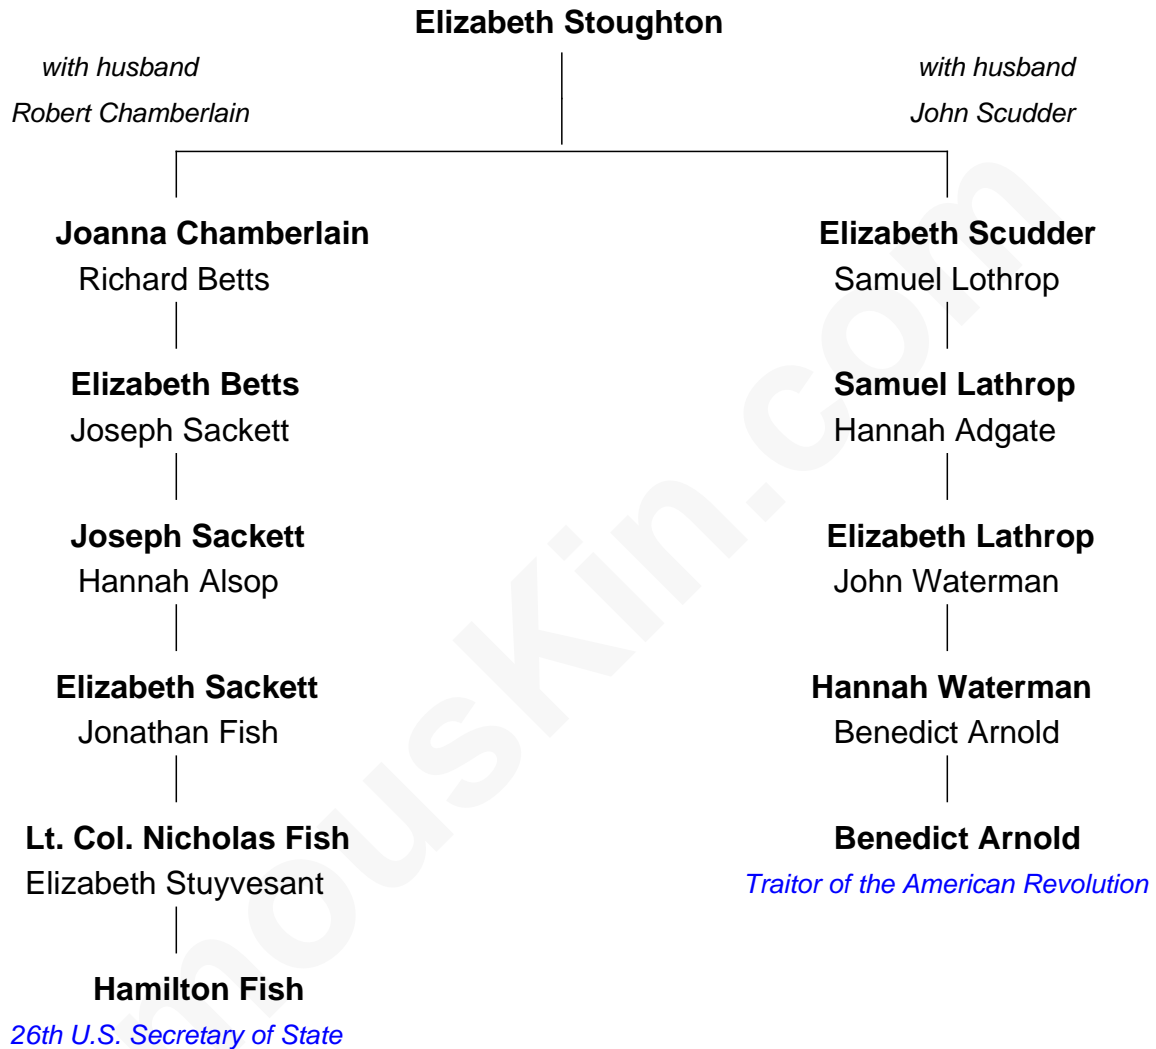 Elizabeth Stoughton
with husband
Robert Chamberlain
with husband
John Scudder
Joanna Chamberlain
Richard Betts
Elizabeth Scudder
Samuel Lothrop
Elizabeth Betts
Joseph Sackett
Samuel Lathrop
Hannah Adgate
Joseph Sackett
Hannah Alsop
Elizabeth Lathrop
John Waterman
Elizabeth Sackett
Jonathan Fish
Hannah Waterman
Benedict Arnold
Lt. Col. Nicholas Fish
Elizabeth Stuyvesant
Benedict Arnold
Traitor of the American Revolution
Hamilton Fish
26th U.S. Secretary of State
mousKin.com